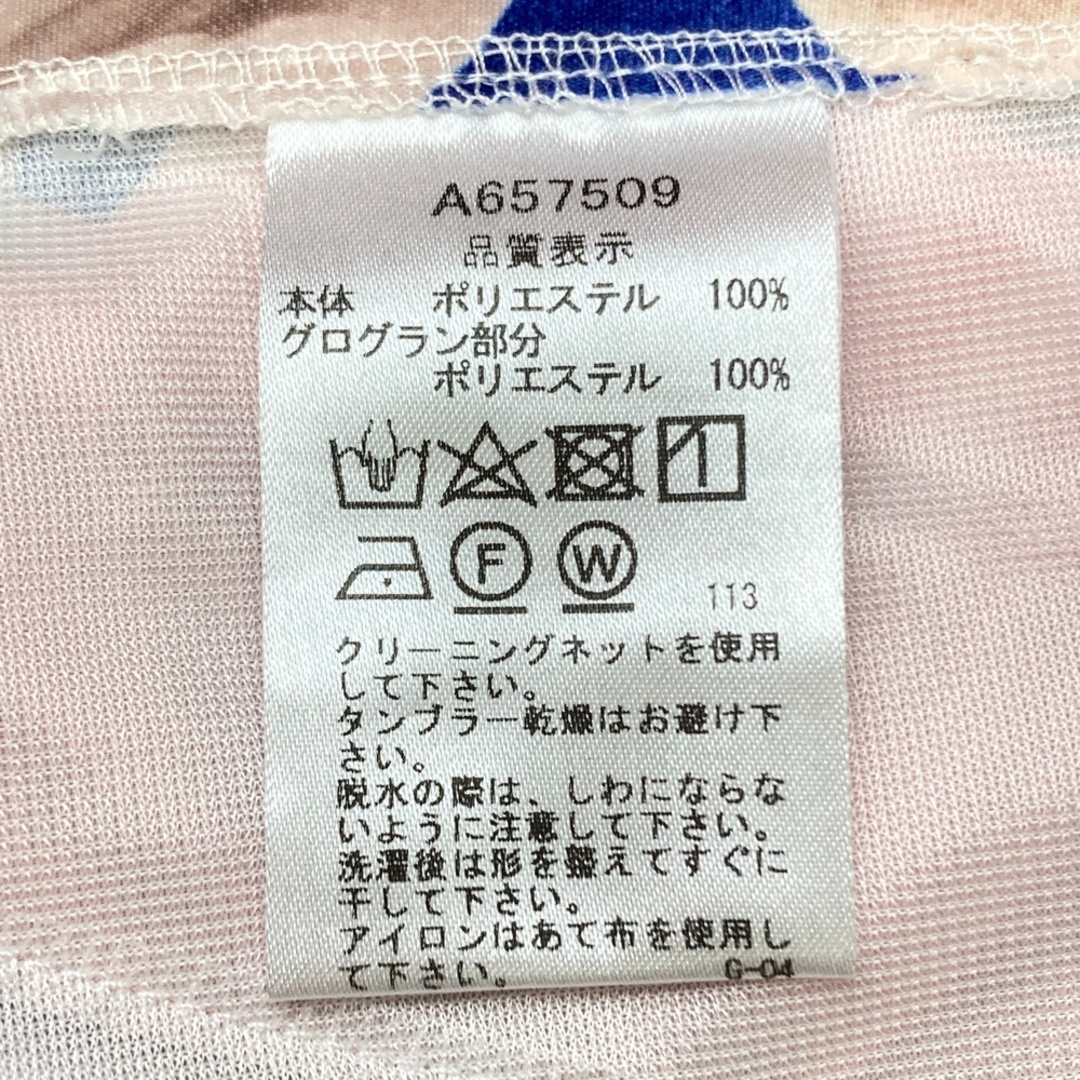 A657509
品質表示
本体 ポリエステル 100%
グログラン部分
ポリエステル 100%
F W 113
クリーニングネットを使用
して下さい。
タンブラー乾燥はお避け下
さい。
脱水の際は、しわにならな
いように注意して下さい。
洗濯後は形を整えてすぐに
干して下さい。
アイロンはあて布を使用し
て下さい。 G-04